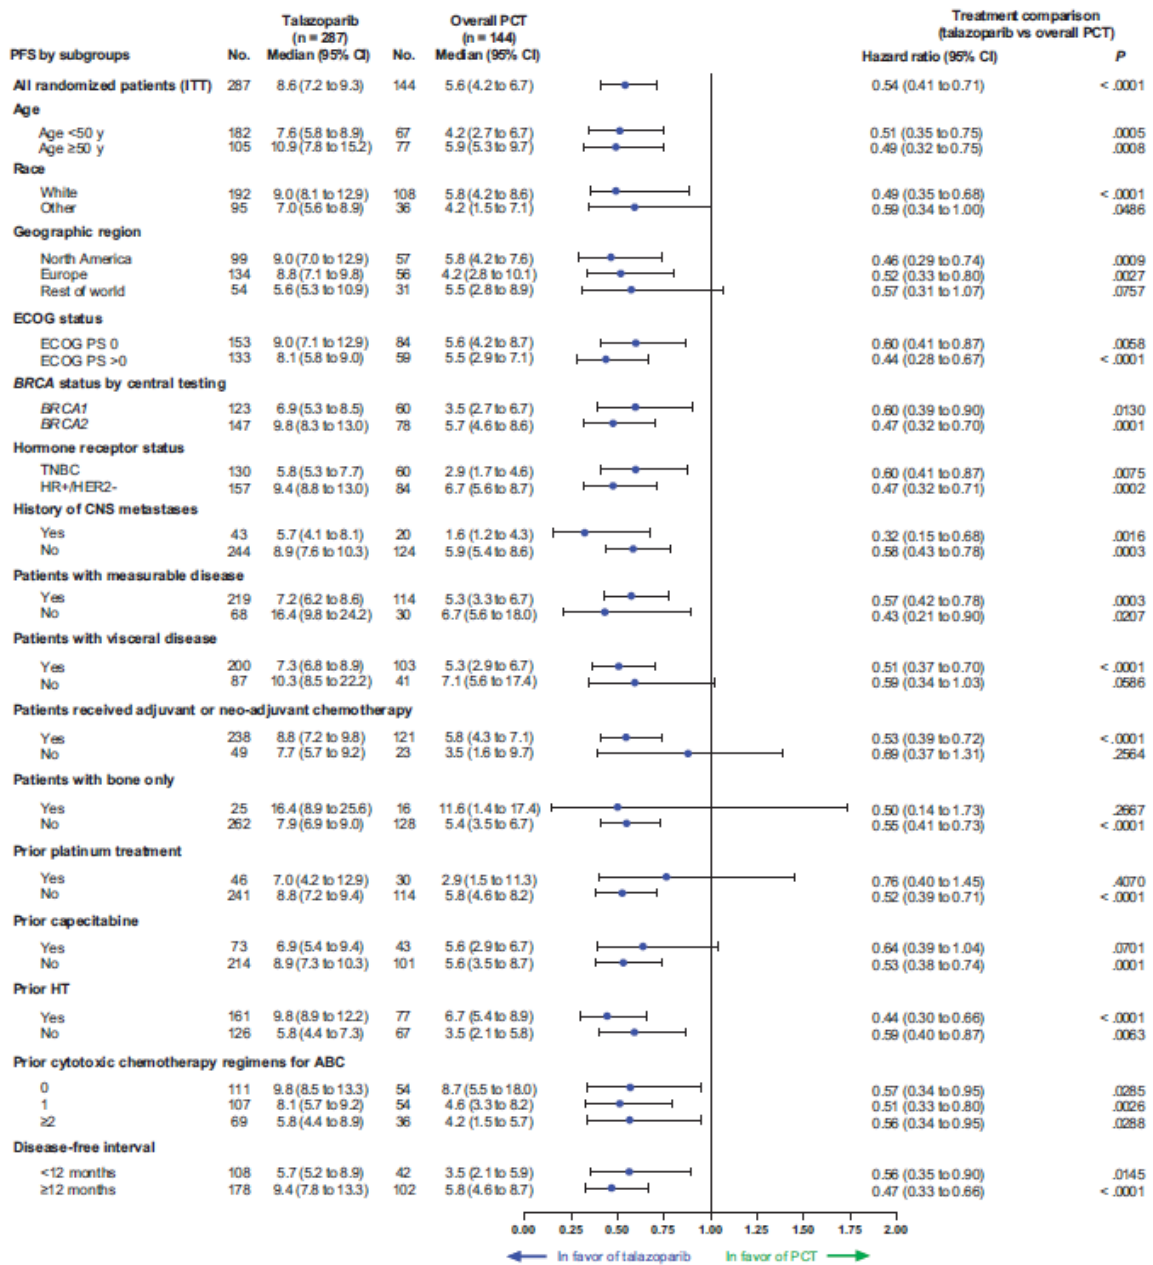 Talazoparib Overall PCT Treatment comparison
(n = 287) (n = 144) (talazoparib vs overall PCT)
PFS by subgroups No. Median (95% CI) No. Median (95% CI) Hazard ratio (95% CI) P
All randomized patients (ITT) 287 8.6 (7.2 to 9.3) 144 5.6 (4.2 to 6.7) 0.54 (0.41 to 0.71) < .0001
Age
Age <50 y 182 7.6 (5.8 to 8.9) 67 4.2 (2.7 to 6.7) 0.51 (0.35 to 0.75) .0005
Age ≥50 y 105 10.9 (7.8 to 15.2) 77 5.9 (5.3 to 9.7) 0.49 (0.32 to 0.75) .0008
Race
White 192 9.0 (8.1 to 12.9) 108 5.8 (4.2 to 8.6) 0.49 (0.35 to 0.68) < .0001
Other 95 7.0 (5.6 to 8.9) 36 4.2 (1.5 to 7.1) 0.59 (0.34 to 1.00) .0486
Geographic region
North America 99 9.0 (7.0 to 12.9) 57 5.8 (4.2 to 7.6) 0.46 (0.29 to 0.74) .0009
Europe 134 8.8 (7.1 to 9.8) 56 4.2 (2.8 to 10.1) 0.52 (0.33 to 0.80) .0027
Rest of world 54 5.6 (5.3 to 10.9) 31 5.5 (2.8 to 8.9) 0.57 (0.31 to 1.07) .0757
ECOG status
ECOG PS 0 153 9.0 (7.1 to 12.9) 84 5.6 (4.2 to 8.7) 0.60 (0.41 to 0.87) .0058
ECOG PS >0 133 8.1 (5.8 to 9.0) 59 5.5 (2.9 to 7.1) 0.44 (0.28 to 0.67) < .0001
BRCA status by central testing
BRCA1 123 6.9 (5.3 to 8.5) 60 3.5 (2.7 to 6.7) 0.60 (0.39 to 0.90) .0130
BRCA2 147 9.8 (8.3 to 13.0) 78 5.7 (4.6 to 8.6) 0.47 (0.32 to 0.70) .0001
Hormone receptor status
TNBC 130 5.8 (5.3 to 7.7) 60 2.9 (1.7 to 4.6) 0.60 (0.41 to 0.87) .0075
HR+/HER2- 157 9.4 (8.8 to 13.0) 84 6.7 (5.6 to 8.7) 0.47 (0.32 to 0.71) .0002
History of CNS metastases
Yes 43 5.7 (4.1 to 8.1) 20 1.6 (1.2 to 4.3) 0.32 (0.15 to 0.68) .0016
No 244 8.9 (7.6 to 10.3) 124 5.9 (5.4 to 8.6) 0.58 (0.43 to 0.78) .0003
Patients with measurable disease
Yes 219 7.2 (6.2 to 8.6) 114 5.3 (3.3 to 6.7) 0.57 (0.42 to 0.78) .0003
No 68 16.4 (9.8 to 24.2) 30 6.7 (5.6 to 18.0) 0.43 (0.21 to 0.90) .0207
Patients with visceral disease
Yes 200 7.3 (6.8 to 8.9) 103 5.3 (2.9 to 6.7) 0.51 (0.37 to 0.70) < .0001
No 87 10.3 (8.5 to 22.2) 41 7.1 (5.6 to 17.4) 0.59 (0.34 to 1.03) .0586
Patients received adjuvant or neo-adjuvant chemotherapy
Yes 238 8.8 (7.2 to 9.8) 121 5.8 (4.3 to 7.1) 0.53 (0.39 to 0.72) < .0001
No 49 7.7 (5.7 to 9.2) 23 3.5 (1.6 to 9.7) 0.69 (0.37 to 1.31) .2564
Patients with bone only
Yes 25 16.4 (8.9 to 25.6) 16 11.6 (1.4 to 17.4) 0.50 (0.14 to 1.73) .2667
No 262 7.9 (6.9 to 9.0) 128 5.4 (3.5 to 6.7) 0.55 (0.41 to 0.73) < .0001
Prior platinum treatment
Yes 46 7.0 (4.2 to 12.9) 30 2.9 (1.5 to 11.3) 0.76 (0.40 to 1.45) .4070
No 241 8.8 (7.2 to 9.4) 114 5.8 (4.6 to 8.2) 0.52 (0.39 to 0.71) < .0001
Prior capecitabine
Yes 73 6.9 (5.4 to 9.4) 43 5.6 (2.9 to 6.7) 0.64 (0.39 to 1.04) .0701
No 214 8.9 (7.3 to 10.3) 101 5.6 (3.5 to 8.7) 0.53 (0.38 to 0.74) .0001
Prior HT
Yes 161 9.8 (8.9 to 12.2) 77 6.7 (5.4 to 8.9) 0.44 (0.30 to 0.66) < .0001
No 126 5.8 (4.4 to 7.3) 67 3.5 (2.1 to 5.8) 0.59 (0.40 to 0.87) .0063
Prior cytotoxic chemotherapy regimens for ABC
0 111 9.8 (8.5 to 13.3) 54 8.7 (5.5 to 18.0) 0.57 (0.34 to 0.95) .0285
1 107 8.1 (5.7 to 9.2) 54 4.6 (3.3 to 8.2) 0.51 (0.33 to 0.80) .0026
≥2 69 5.8 (4.4 to 8.9) 36 4.2 (1.5 to 5.7) 0.56 (0.34 to 0.95) .0288
Disease-free interval
<12 months 108 5.7 (5.2 to 8.9) 42 3.5 (2.1 to 5.9) 0.56 (0.35 to 0.90) .0145
≥12 months 178 9.4 (7.8 to 13.3) 102 5.8 (4.6 to 8.7) 0.47 (0.33 to 0.66) < .0001
0.00 0.25 0.50 0.75 1.00 1.25 1.50 1.75 2.00
In favor of talazoparib In favor of PCT